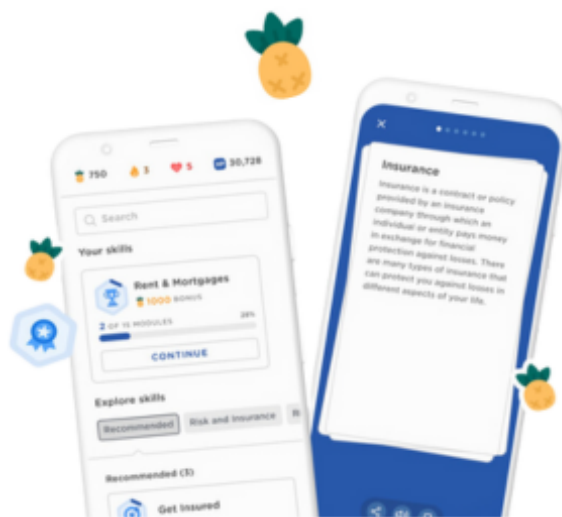 750 3 5 XP 30,728
Search
Your skills
Rent & Mortgages
1000 BONUS
2 OF 15 MODULES 28%
CONTINUE
Explore skills
Recommended Risk and Insurance
Recommended (3)
Get Insured
Insurance
Insurance is a contract or policy
provided by an insurance
company through which an
individual or entity pays money
in exchange for financial
protection against losses. There
are many types of insurance that
can protect you against losses in
different aspects of your life.